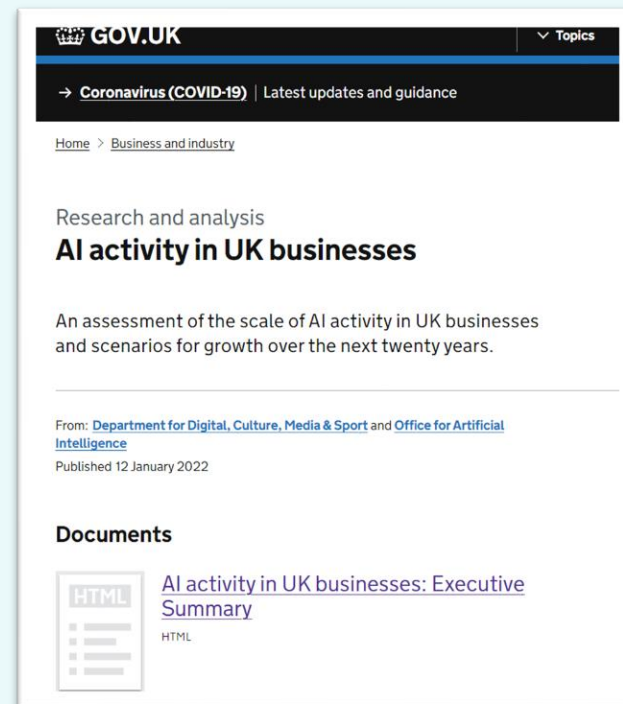 GOV.UK
Topics
→ Coronavirus (COVID-19) | Latest updates and guidance
Home > Business and industry
Research and analysis
AI activity in UK businesses
An assessment of the scale of AI activity in UK businesses
and scenarios for growth over the next twenty years.
From: Department for Digital, Culture, Media & Sport and Office for Artificial
Intelligence
Published 12 January 2022
Documents
HTML
AI activity in UK businesses: Executive
Summary
HTML